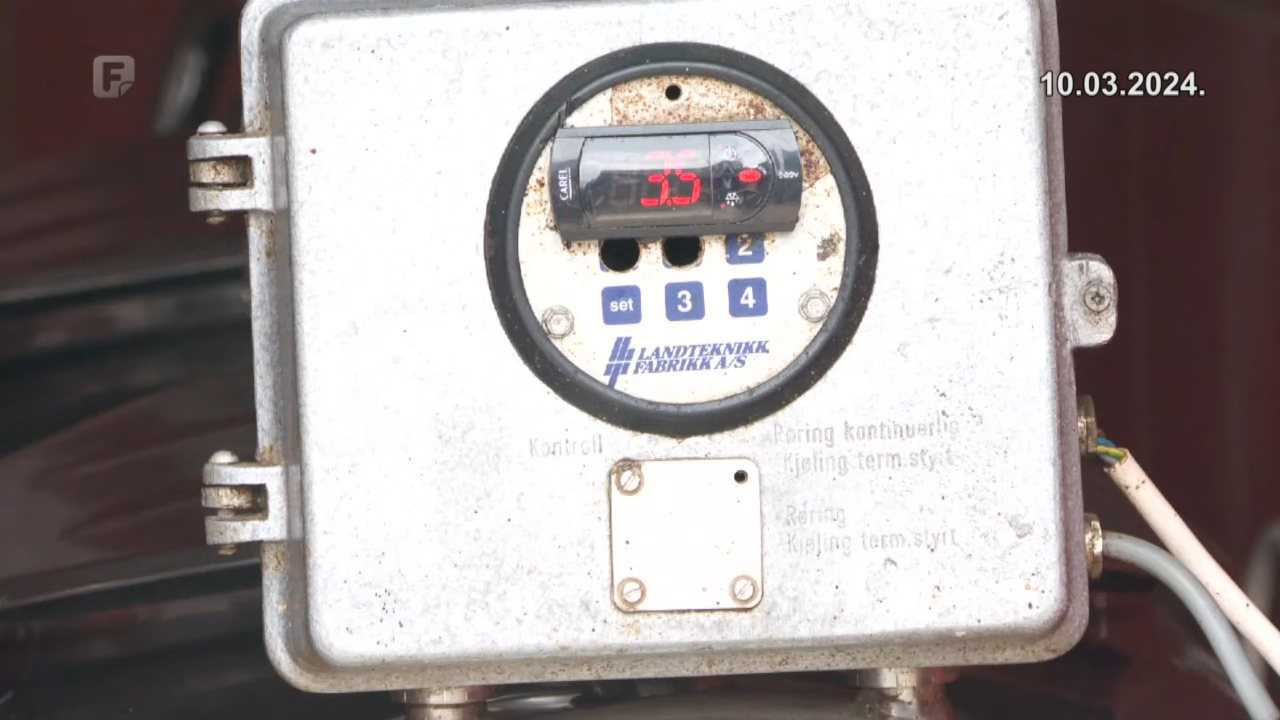 F
10.03.2024.
CAREL
3.5
2
set
3
4
LANDTEKNIKK
FABRIKK A/S
Kontroll
Røring kontinuerlig
Kjøling term.styrt
Røring
Kjøling term.styrt